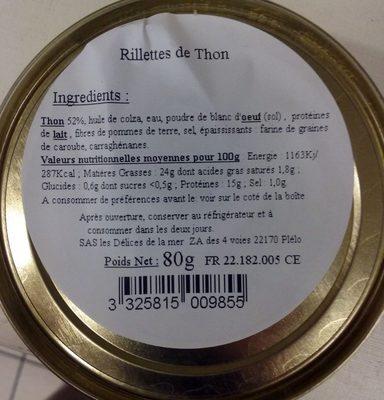 Rillettes de Thon
Ingredients :
Thon 52%, huile de colza, eau, poudre de blanc d'oeuf (sol) , protéines
de lait , fibres de pommes de terre, sel, épaississants : farine de graines
de caroube, carraghénanes.
Valeurs nutritionnelles moyennes pour 100g Energie : 1163Kj/
287Kcal ; Matières Grasses : 24g dont acides gras saturés 1,8g ;
Glucides : 0,6g dont sucres <0,5g ; Protéines : 15g ; Sel : 1,0g
A consommer de préférences avant le: voir sur le coté de la boîte
Après ouverture, conserver au réfrigérateur et à
consommer dans les deux jours.
SAS les Délices de la mer ZA des 4 voies 22170 Plélo
Poids Net : 80g FR 22.182.005 CE
3 325815 009855